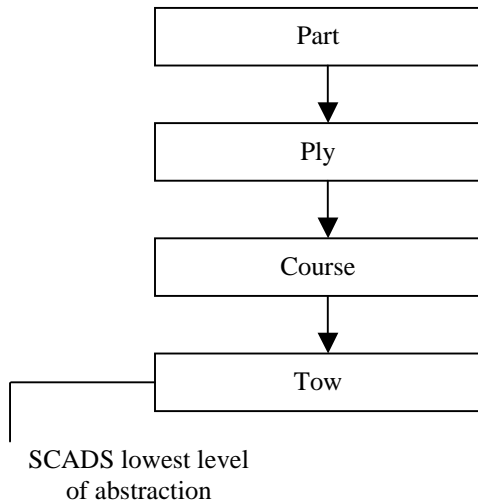 Part
Ply
Course
Tow
SCADS lowest level
of abstraction